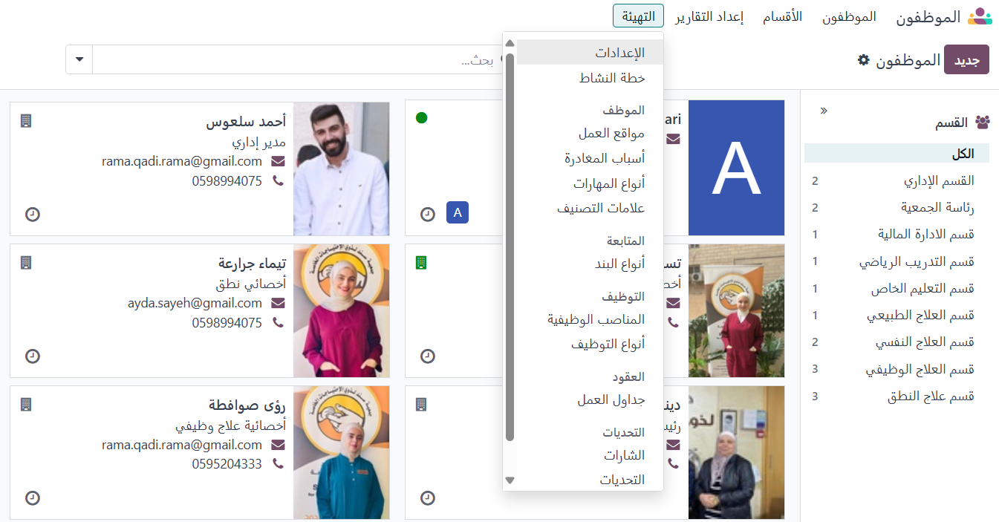 الموظفون
الموظفون
الأقسام
إعداد التقارير
التهيئة
جديد
الموظفون
بحث...
الإعدادات
خطة النشاط
الموظف
مواقع العمل
أسباب المغادرة
أنواع المهارات
علامات التصنيف
المتابعة
أنواع البند
التوظيف
المناصب الوظيفية
أنواع التوظيف
العقود
جداول العمل
التحديات
الشارات
التحديات
القسم
الكل
القسم الإداري 2
رئاسة الجمعية 2
قسم الادارة المالية 1
قسم التدريب الرياضي 1
قسم التعليم الخاص 1
قسم العلاج الطبيعي 1
قسم العلاج النفسي 2
قسم العلاج الوظيفي 3
قسم علاج النطق 3
A
ari
A
أحمد سلعوس
مدير إداري
rama.qadi.rama@gmail.com
0598994075
تس
أخص
تيماء جرارعة
أخصائي نطق
ayda.sayeh@gmail.com
0598994075
دينا
رئيس
رؤى صوافطة
أخصائية علاج وظيفي
rama.qadi.rama@gmail.com
0595204333